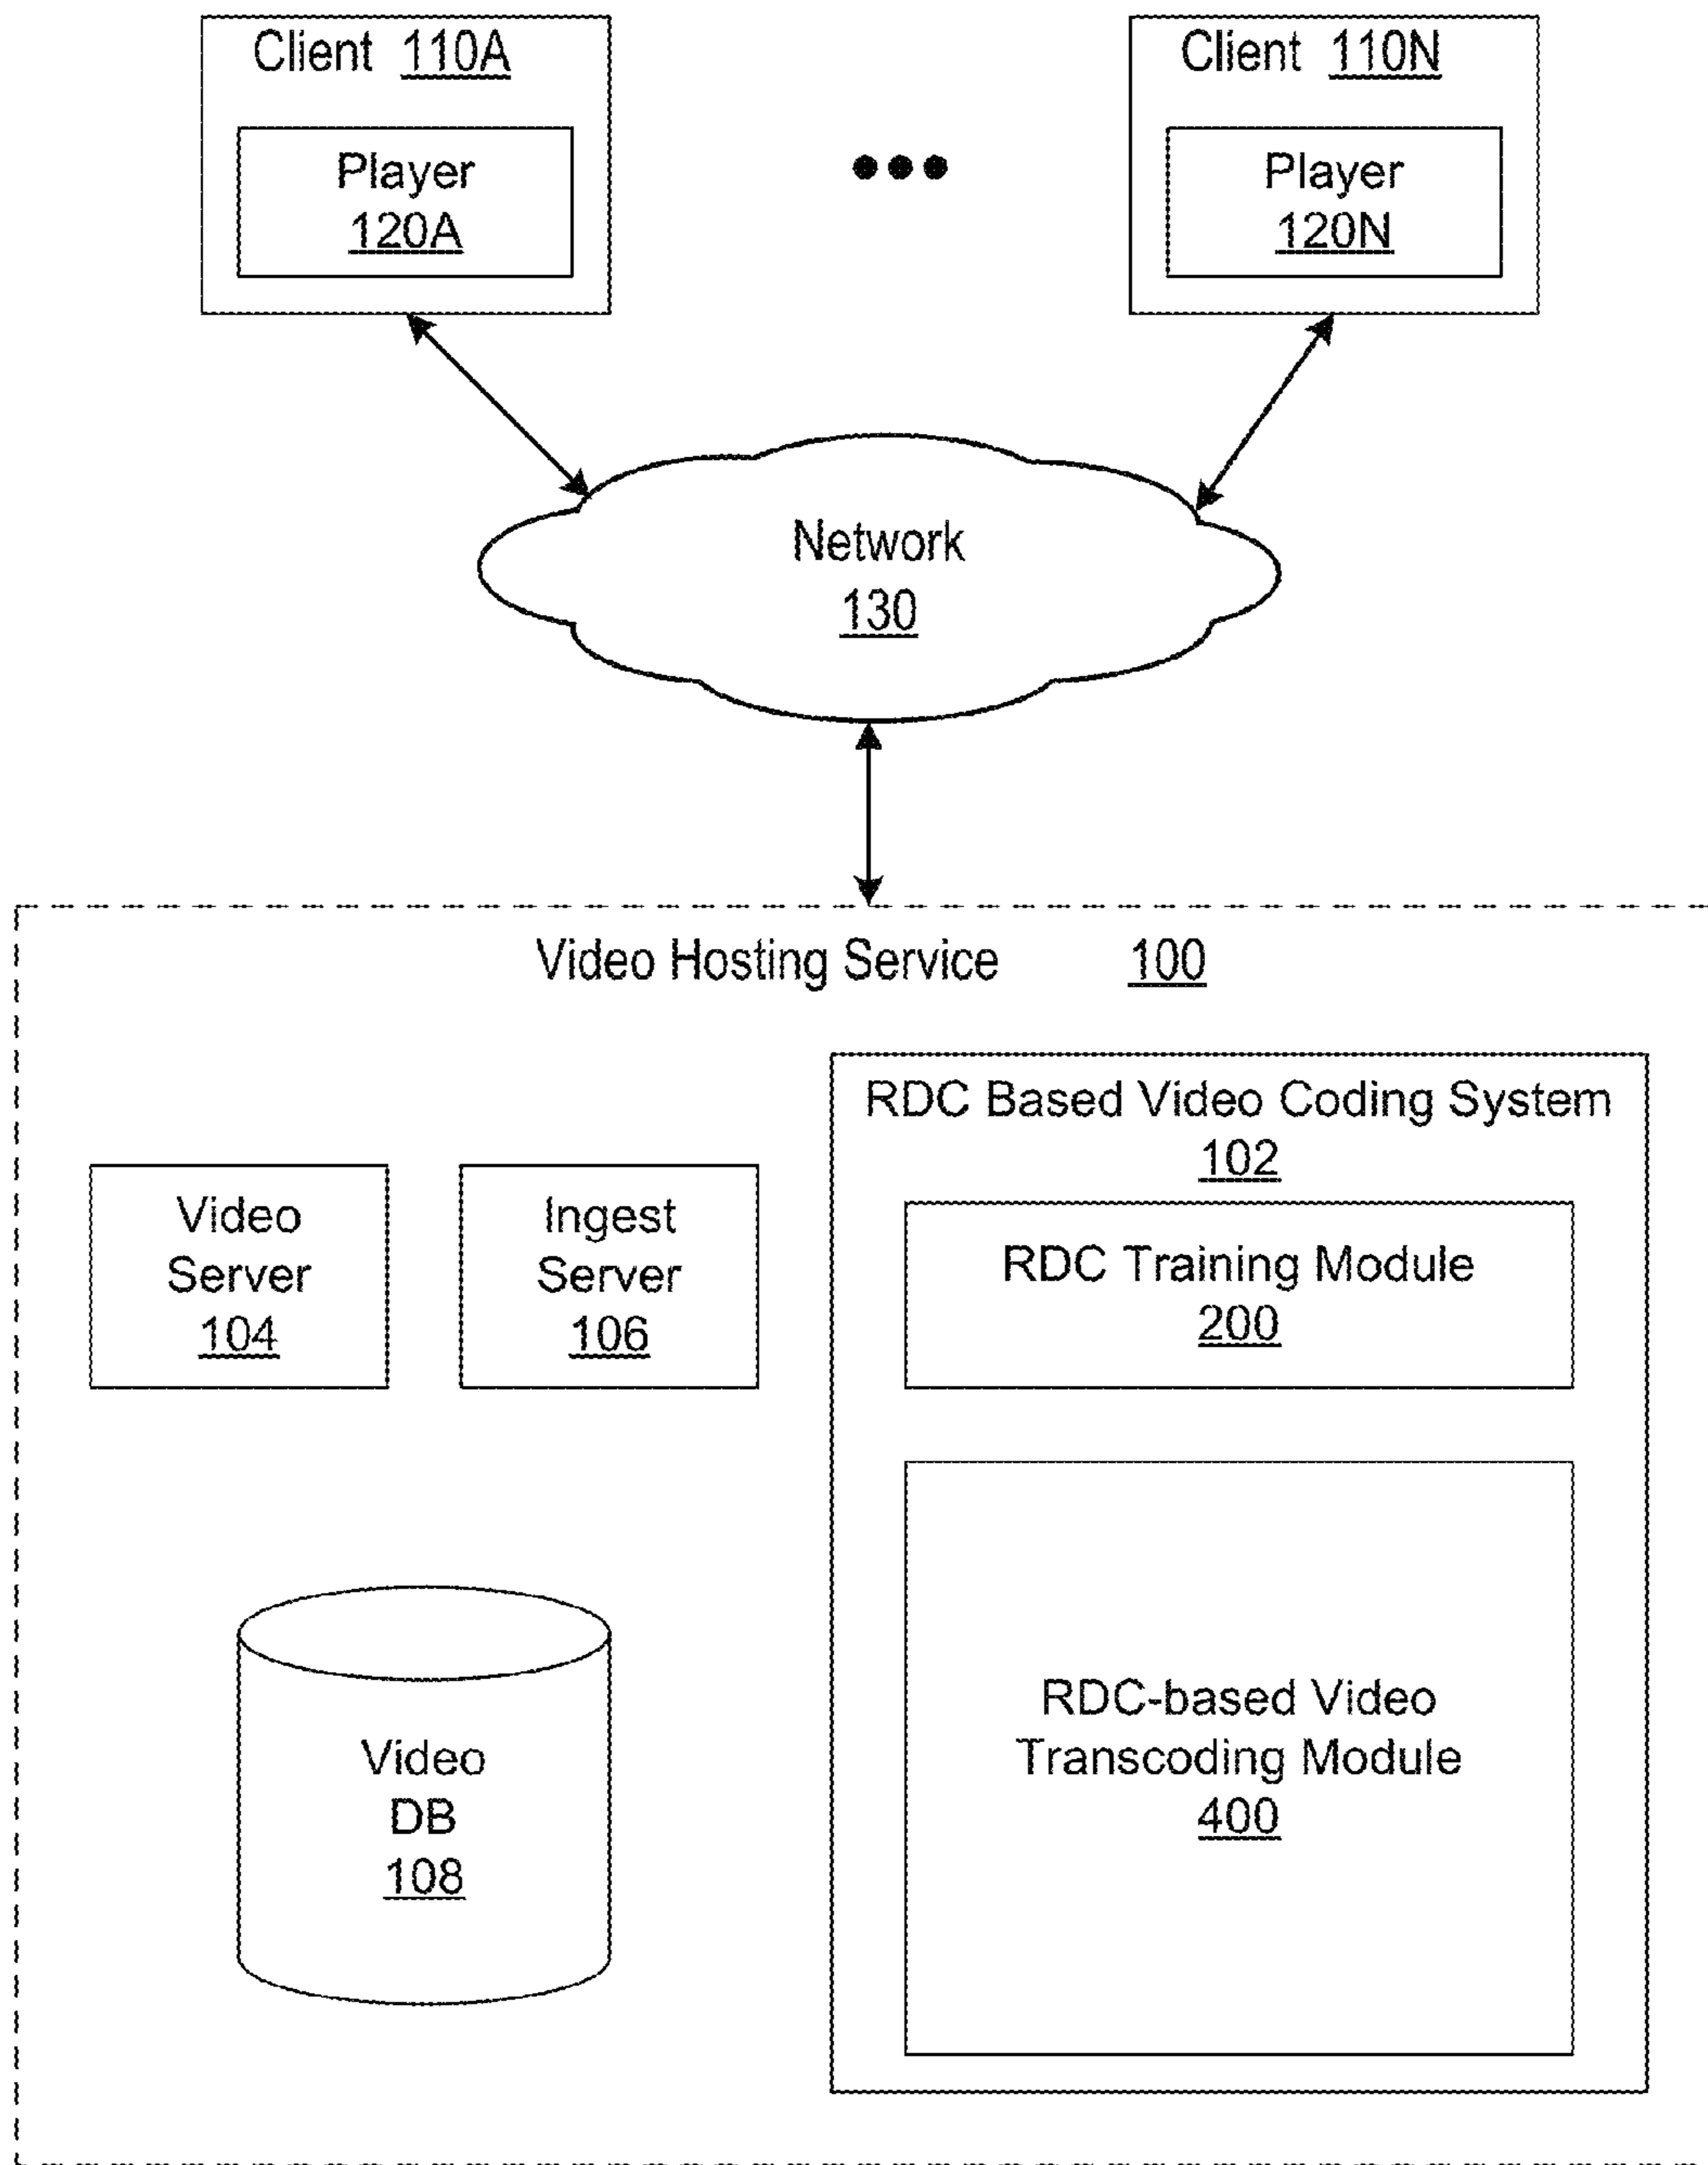 Client 110A
Player
120A
Client 110N
Player
120N
Network
130
Video Hosting Service 100
RDC Based Video Coding System
102
Video
Server
104
Ingest
Server
106
RDC Training Module
200
Video
DB
108
RDC-based Video
Transcoding Module
400